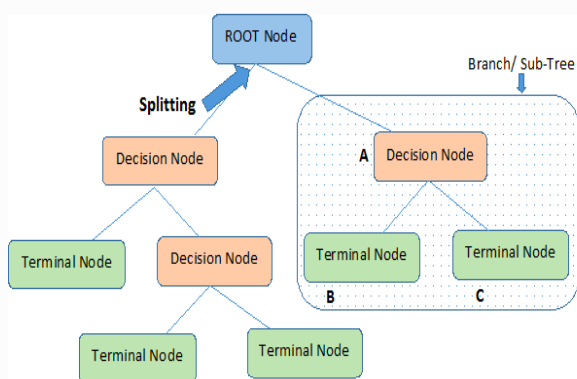 ROOT Node
Branch/ Sub-Tree
Splitting
Decision Node
A
Decision Node
Terminal Node
Decision Node
Terminal Node
Terminal Node
B
C
Terminal Node
Terminal Node